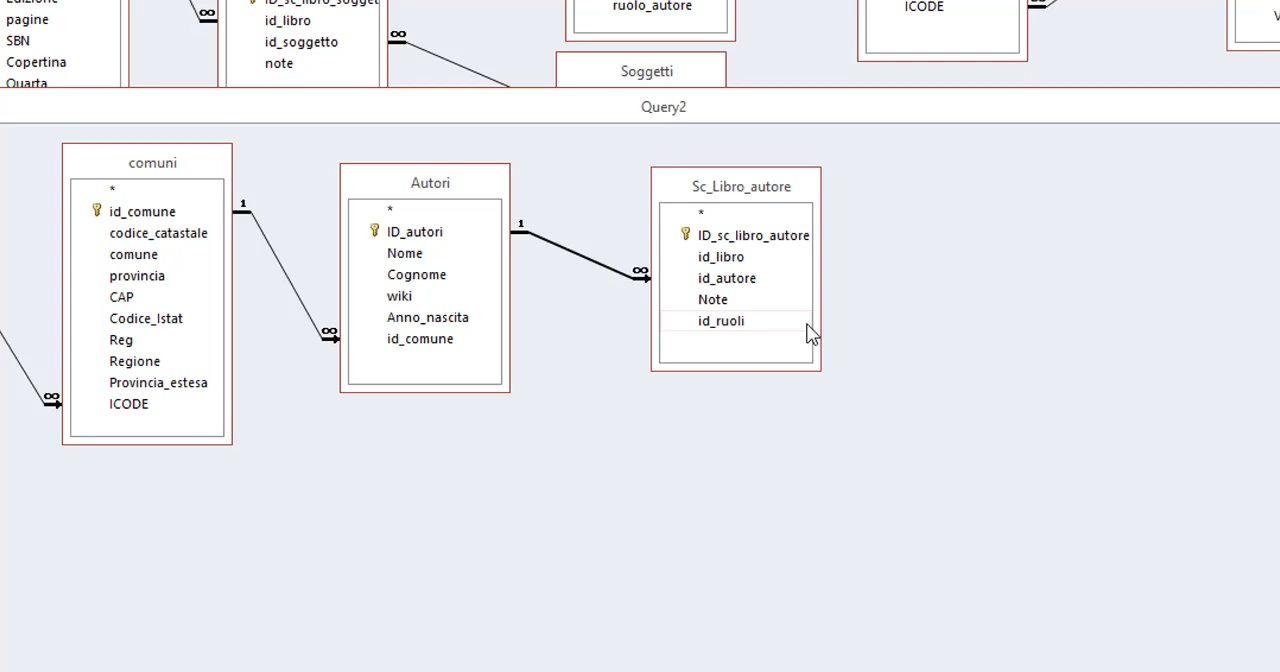 Edizione
pagine
SBN
Copertina
Quarta
∞
ID_sc_libro_sogget
id_libro
id_soggetto
note
∞
ruolo_autore
Soggetti
ICODE
∞
Query2
comuni
*
id_comune
codice_catastale
comune
provincia
CAP
Codice_Istat
Reg
Regione
Provincia_estesa
ICODE
∞
1
∞
Autori
*
ID_autori
Nome
Cognome
wiki
Anno_nascita
id_comune
1
∞
Sc_Libro_autore
*
ID_sc_libro_autore
id_libro
id_autore
Note
id_ruoli